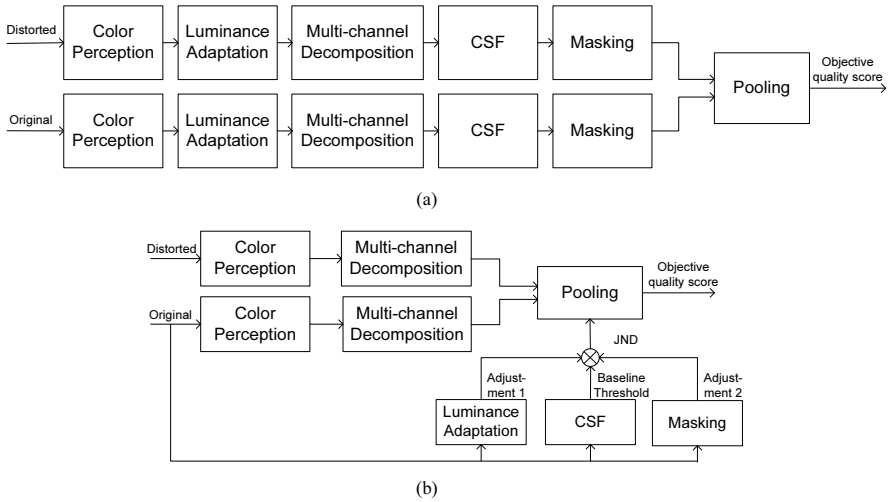 Distorted
Color
Perception
Luminance
Adaptation
Multi-channel
Decomposition
CSF
Masking
Pooling
Objective
quality score
Original
Color
Perception
Luminance
Adaptation
Multi-channel
Decomposition
CSF
Masking
(a)
Distorted
Color
Perception
Multi-channel
Decomposition
Pooling
Objective
quality score
Original
Color
Perception
Multi-channel
Decomposition
JND
Adjust-
ment 1
Baseline
Threshold
Adjust-
ment 2
Luminance
Adaptation
CSF
Masking
(b)